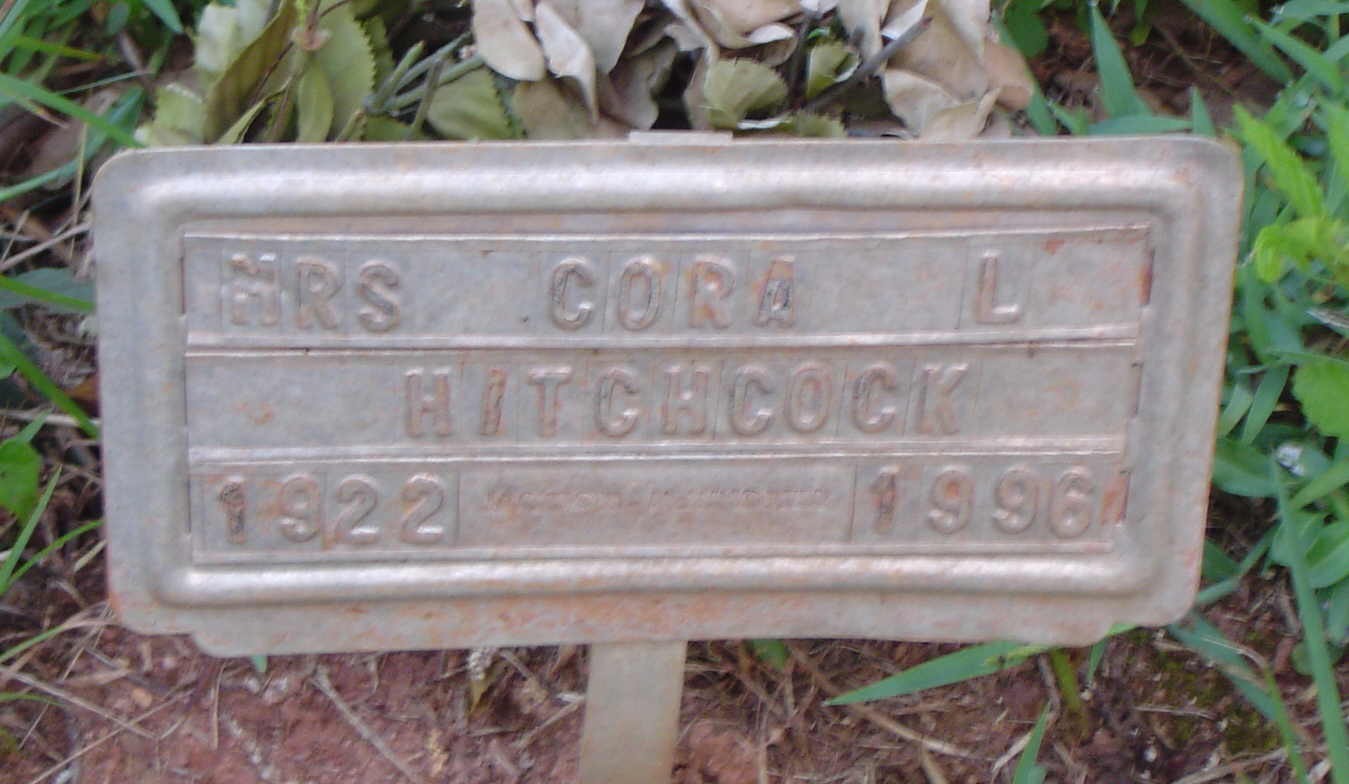 MRS CORA L
HITCHCOCK
1922 1996